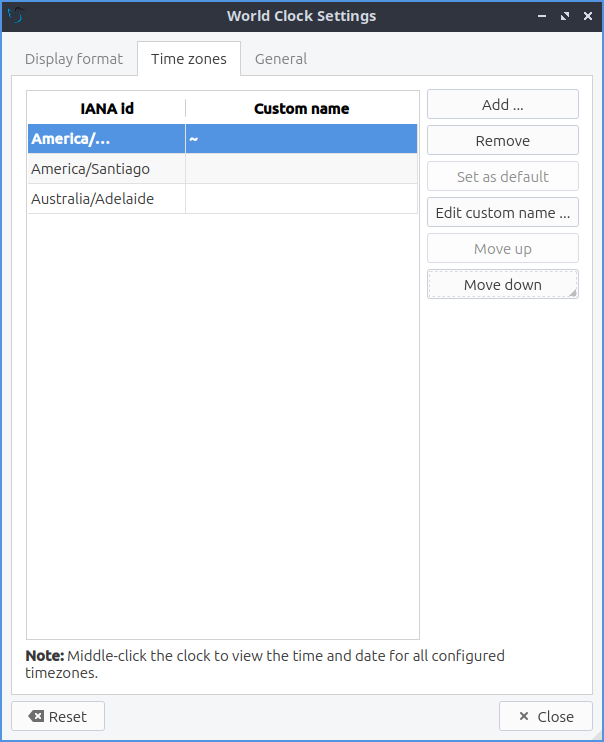 World Clock Settings
Display format
Time zones
General
IANA id
Custom name
America/...
~
America/Santiago
Australia/Adelaide
Add ...
Remove
Set as default
Edit custom name ...
Move up
Move down
Note: Middle-click the clock to view the time and date for all configured
timezones.
Reset
Close